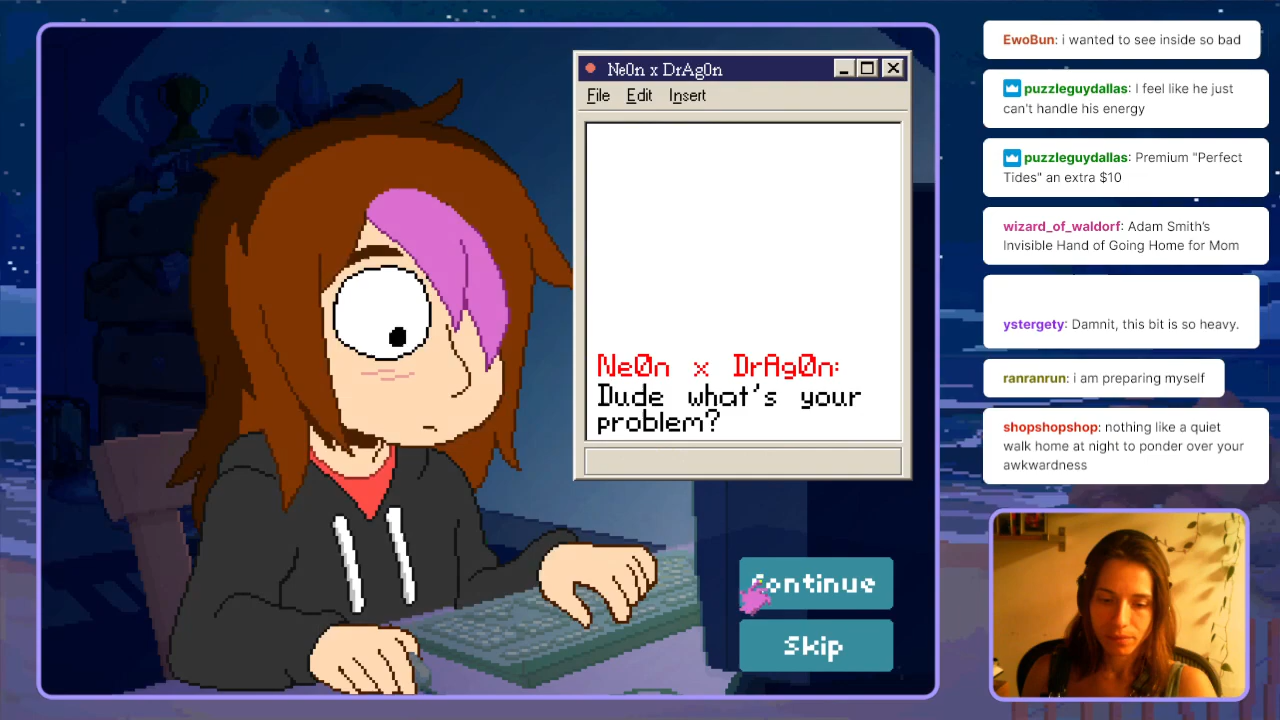 Ne0n x DrAg0n
File Edit Insert
Ne0n x DrAg0n:
Dude what's your
problem?
Continue
Skip
EwoBun: i wanted to see inside so bad
puzzleguydallas: I feel like he just
can't handle his energy
puzzleguydallas: Premium "Perfect
Tides" an extra $10
wizard_of_waldorf: Adam Smith's
Invisible Hand of Going Home for Mom
ystergety: Damnit, this bit is so heavy.
ranranrun: i am preparing myself
shopshopshop: nothing like a quiet
walk home at night to ponder over your
awkwardness